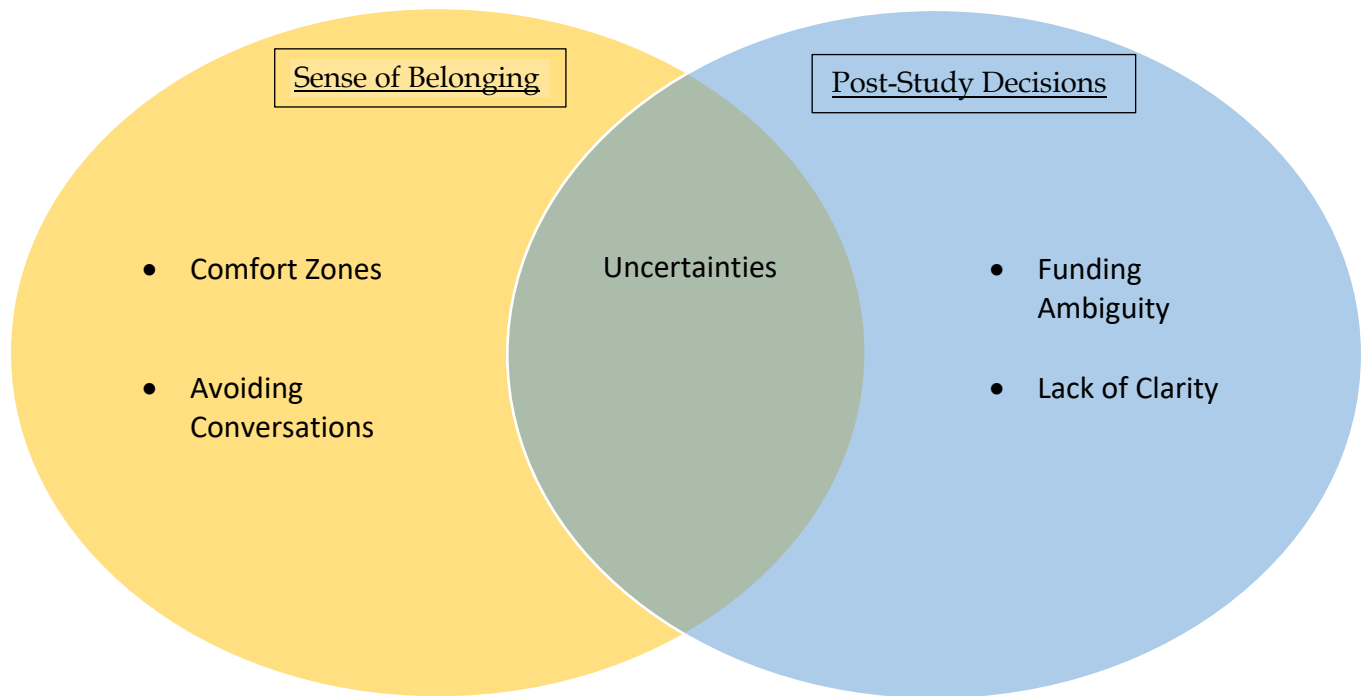 Sense of Belonging
Post-Study Decisions
• Comfort Zones
• Avoiding
Conversations
Uncertainties
• Funding
Ambiguity
• Lack of Clarity